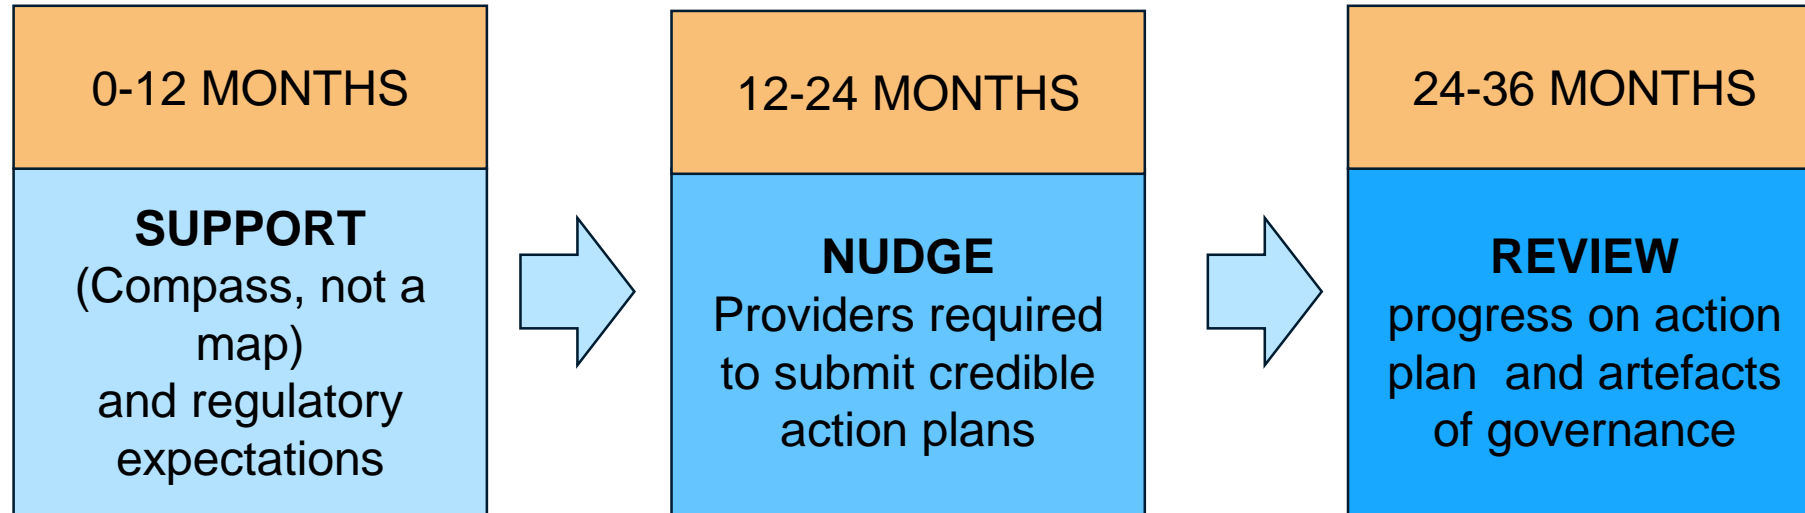 0-12 MONTHS
SUPPORT
(Compass, not a
map)
and regulatory
expectations
12-24 MONTHS
NUDGE
Providers required
to submit credible
action plans
24-36 MONTHS
REVIEW
progress on action
plan  and artefacts
of governance